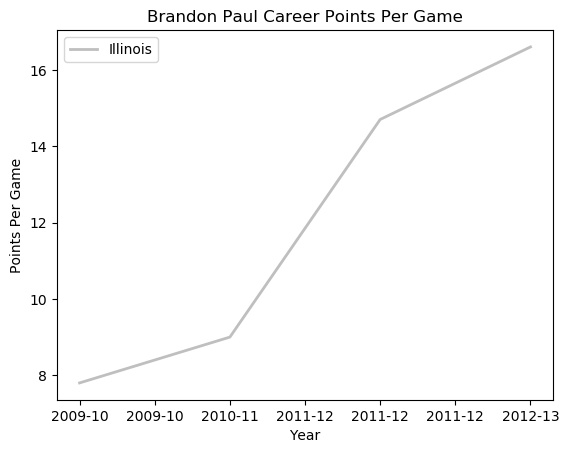 Brandon Paul Career Points Per Game
Illinois
Points Per Game
16
14
12
10
8
2009-10 2009-10 2010-11 2011-12 2011-12 2011-12 2012-13
Year